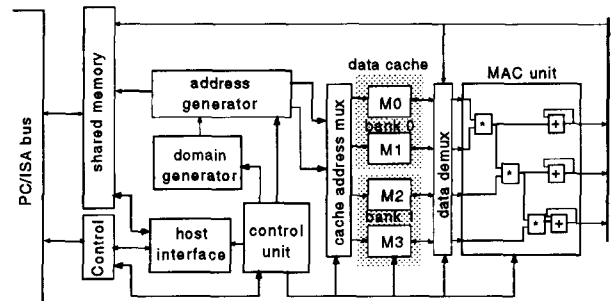 PC/ISA bus
shared memory
Control
address
generator
domain
generator
host
interface
control
unit
cache address mux
data cache
M0
bank 0
M1
M2
bank 1
M3
data demux
MAC unit
*
+
*
+
*
+